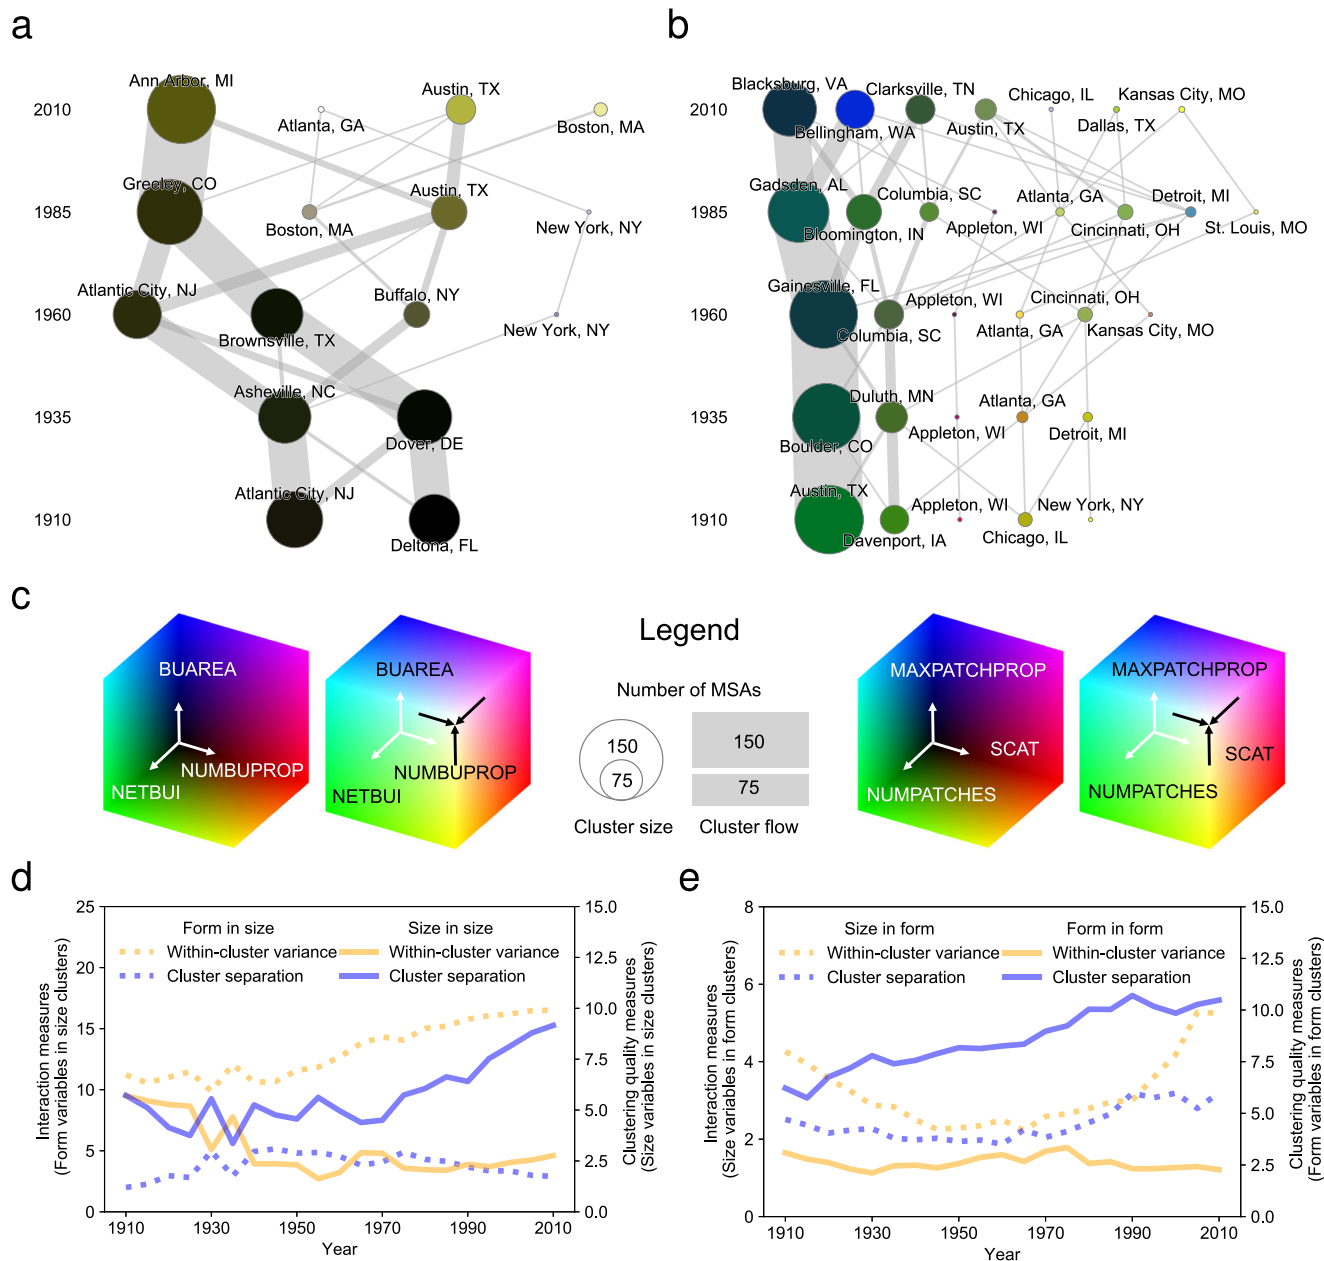 a
b
Ann Arbor, MI
Austin, TX
2010
Atlanta, GA
Boston, MA
Greeley, CO
Austin, TX
1985
Boston, MA
New York, NY
Atlantic City, NJ
Buffalo, NY
1960
Brownsville, TX
New York, NY
Asheville, NC
1935
Dover, DE
Atlantic City, NJ
1910
Deltona, FL
Blacksburg, VA
Clarksville, TN
Chicago, IL
Kansas City, MO
2010
Bellingham, WA
Austin, TX
Dallas, TX
Gadsden, AL
Columbia, SC
Atlanta, GA
Detroit, MI
1985
Bloomington, IN
Appleton, WI
Cincinnati, OH
St. Louis, MO
Gainesville, FL
Appleton, WI
Cincinnati, OH
1960
Columbia, SC
Atlanta, GA
Kansas City, MO
Duluth, MN
Atlanta, GA
1935
Boulder, CO
Appleton, WI
Detroit, MI
Austin, TX
Appleton, WI
New York, NY
1910
Davenport, IA
Chicago, IL
c
BUAREA
NUMBUPROP
NETBUI
BUAREA
NUMBUPROP
NETBUI
Legend
Number of MSAs
150
75
150
75
Cluster size
Cluster flow
MAXPATCHPROP
SCAT
NUMPATCHES
MAXPATCHPROP
SCAT
NUMPATCHES
d
Interaction measures
(Form variables in size clusters)
25
20
15
10
5
0
Form in size
Within-cluster variance
Cluster separation
Size in size
Within-cluster variance
Cluster separation
15.0
12.5
10.0
7.5
5.0
2.5
0.0
Clustering quality measures
(Size variables in size clusters)
1910
1930
1950
1970
1990
2010
Year
e
Interaction measures
(Size variables in form clusters)
8
6
4
2
0
Size in form
Within-cluster variance
Cluster separation
Form in form
Within-cluster variance
Cluster separation
15.0
12.5
10.0
7.5
5.0
2.5
0.0
Clustering quality measures
(Form variables in form clusters)
1910
1930
1950
1970
1990
2010
Year